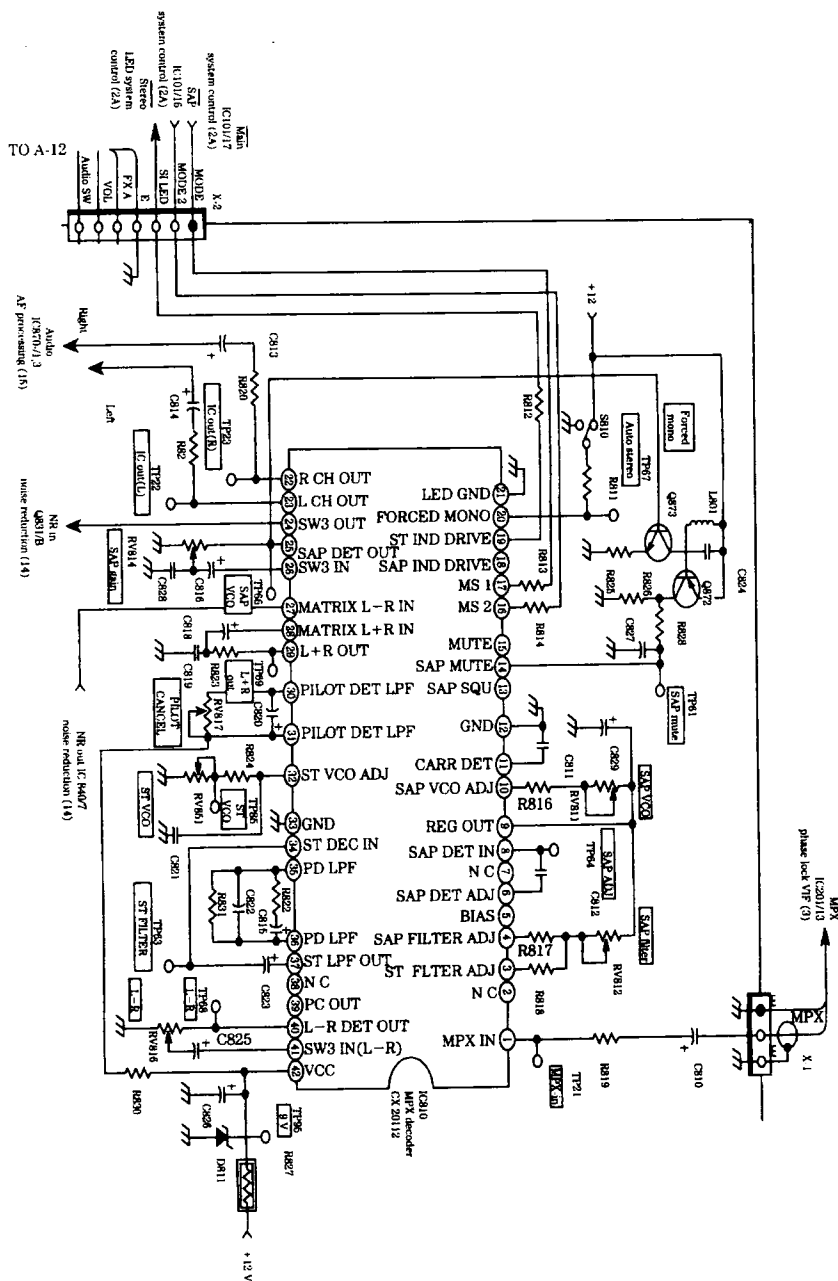 TO A-12
Main
IC101/17
system control (2A)
SAP
IC101/16
system control (2A)
Stereo
LED system
control (2A)
X-2
MODE
MODE 2
SI LED
E
FX A
VOL
Audio SW
Right
Audio
IC870-/1,3
AF processing (15)
Left
C813
R820
C814
R82
TP23
IC out(R)
TP22
IC out(L)
NR in
Q831/B
noise reduction (14)
RV814
SAP gain
C828
C816
TP66
SAP
VCO
C818
C819
R823
TP69
L+R
out
C820
PILOT
CANCEL
RV817
NR out IC 840/7
noise reduction (14)
R824
ST VCO
RV851
TP65
ST
VCO
C821
R831
C822
R822
C815
TP63
ST FILTER
C823
TP68
L-R
L-R
RV816
C825
R830
C826
TP95
9 V
D811
R827
+12 V
22 R CH OUT
23 L CH OUT
24 SW3 OUT
25 SAP DET OUT
26 SW3 IN
27 MATRIX L-R IN
28 MATRIX L+R IN
29 L+R OUT
30 PILOT DET LPF
31 PILOT DET LPF
32 ST VCO ADJ
33 GND
34 ST DEC IN
35 PD LPF
36 PD LPF
37 ST LPF OUT
38 N C
39 PC OUT
40 L-R DET OUT
41 SW3 IN(L-R)
42 VCC
LED GND 21
FORCED MONO 20
ST IND DRIVE 19
SAP IND DRIVE 18
MS 1 17
MS 2 16
MUTE 15
SAP MUTE 14
SAP SQU 13
GND 12
CARR DET 11
SAP VCO ADJ 10
REG OUT 9
SAP DET IN 8
N C 7
SAP DET ADJ 6
BIAS 5
SAP FILTER ADJ 4
ST FLTER ADJ 3
N C 2
MPX IN 1
IC810
MPX decoder
CX 20112
R812
R813
R814
+12
S810
Auto stereo
TP67
R811
Forced
mono
Q873
L801
R825
R826
Q872
C824
C827
R828
TP61
SAP mute
C811
C829
R816
RV811
SAP VCO
TP64
SAP ADJ
C812
R817
R818
RV812
SAP filter
MPX
IC201/13
phase lock VIF (3)
MPX
X 1
TP21
MPX in
R819
C810